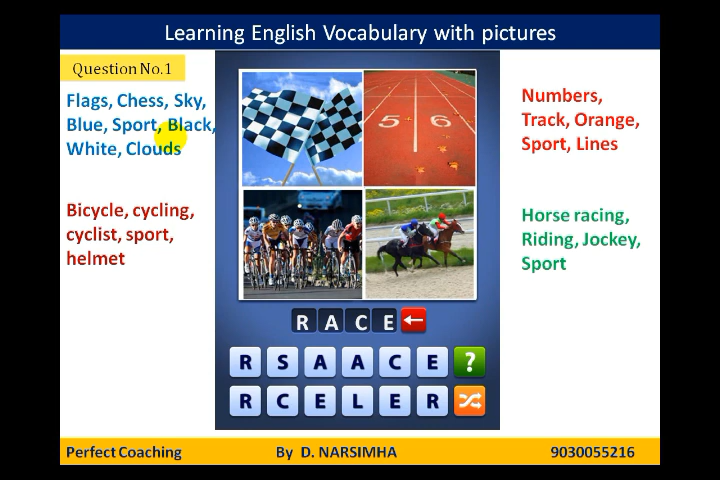 Learning English Vocabulary with pictures
Question No.1
Flags, Chess, Sky,
Blue, Sport, Black,
White, Clouds
Bicycle, cycling,
cyclist, sport,
helmet
5 6
Numbers,
Track, Orange,
Sport, Lines
Horse racing,
Riding, Jockey,
Sport
R A C E
R S A A C E ?
R C E L E R
Perfect Coaching By D. NARSIMHA 9030055216